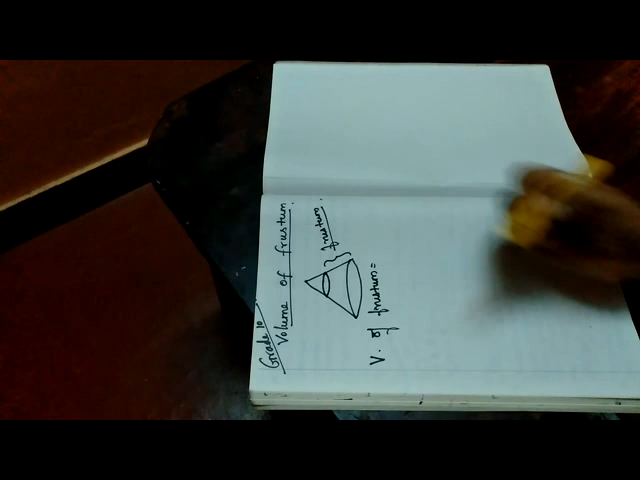 Grade 10
Volume of frustum.
} frustum.
V. of frustum =